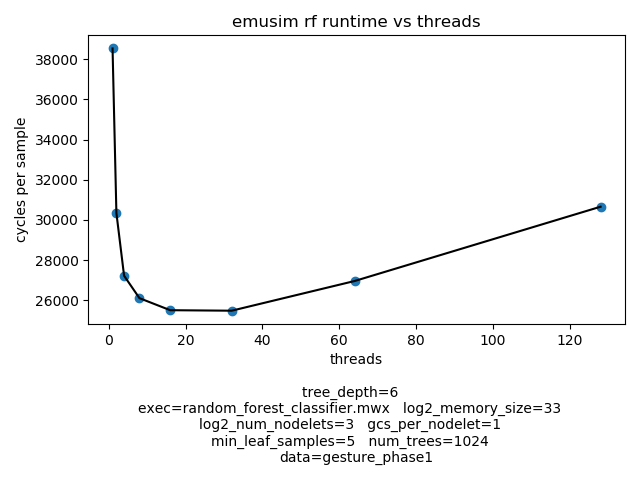 emusim rf runtime vs threads
38000
36000
34000
32000
30000
28000
26000
cycles per sample
0 20 40 60 80 100 120
threads
tree_depth=6
exec=random_forest_classifier.mwx log2_memory_size=33
log2_num_nodelets=3 gcs_per_nodelet=1
min_leaf_samples=5 num_trees=1024
data=gesture_phase1